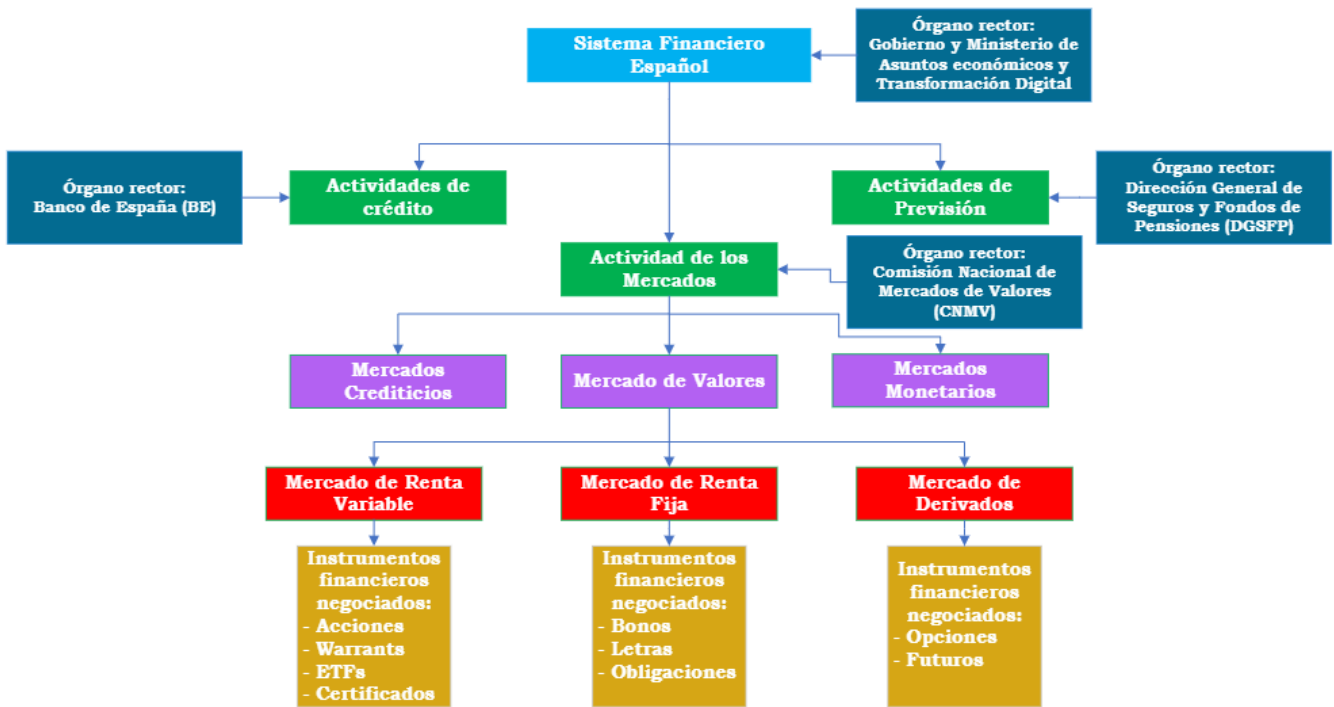 Sistema Financiero
Español
Órgano rector:
Gobierno y Ministerio de
Asuntos económicos y
Transformación Digital
Órgano rector:
Banco de España (BE)
Actividades de
crédito
Actividades de
Previsión
Órgano rector:
Dirección General de
Seguros y Fondos de
Pensiones (DGSFP)
Actividad de los
Mercados
Órgano rector:
Comisión Nacional de
Mercados de Valores
(CNMV)
Mercados
Crediticios
Mercado de Valores
Mercados
Monetarios
Mercado de Renta
Variable
Mercado de Renta
Fija
Mercado de
Derivados
Instrumentos
financieros
negociados:
- Acciones
- Warrants
- ETFs
- Certificados
Instrumentos
financieros
negociados:
- Bonos
- Letras
- Obligaciones
Instrumentos
financieros
negociados:
- Opciones
- Futuros